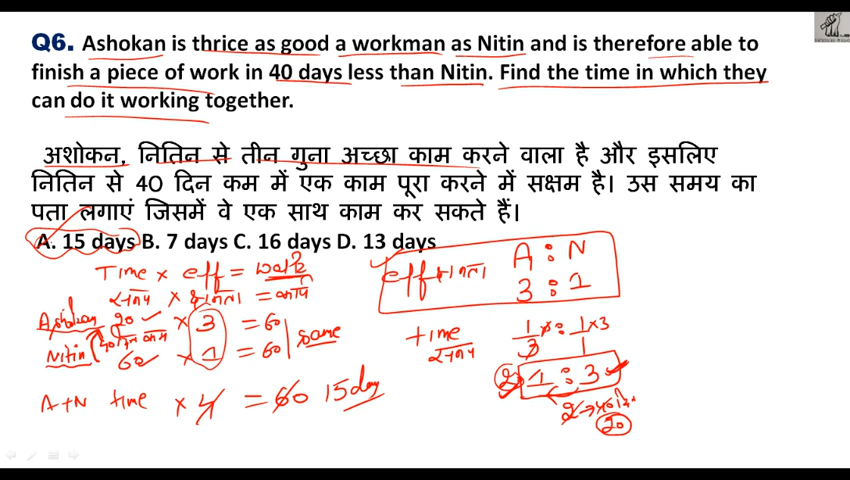 Q6. Ashokan is thrice as good a workman as Nitin and is therefore able to
finish a piece of work in 40 days less than Nitin. Find the time in which they
can do it working together.
अशोकन, नितिन से तीन गुना अच्छा काम करने वाला है और इसलिए
नितिन से 40 दिन कम में एक काम पूरा करने में सक्षम है। उस समय का
पता लगाएं जिसमें वे एक साथ काम कर सकते हैं।
A. 15 days B. 7 days C. 16 days D. 13 days
Time × eff = work
समय × क्षमता = कार्य
Ashokan 20 × 3 = 60
Nitin 60 × 1 = 60
same
A+N time × 4 = 60 15 day
eff क्षमता A : N
3 : 1
time
समय
1/3 × 3 : 1/1 × 3
1 : 3
2 → 40
20